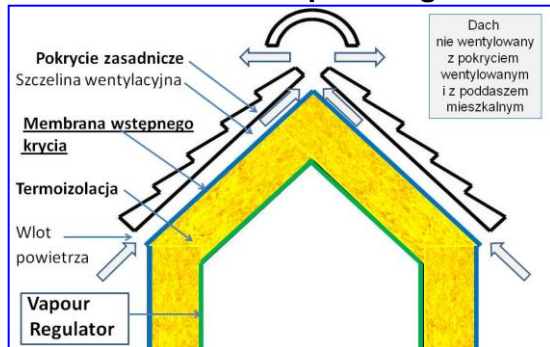 Pokrycie zasadnicze
Szczelina wentylacyjna
Membrana wstępnego
krycia
Termoizolacja
Wlot
powietrza
Vapour
Regulator
Dach
nie wentylowany
z pokryciem
wentylowanym
i z poddaszem
mieszkalnym